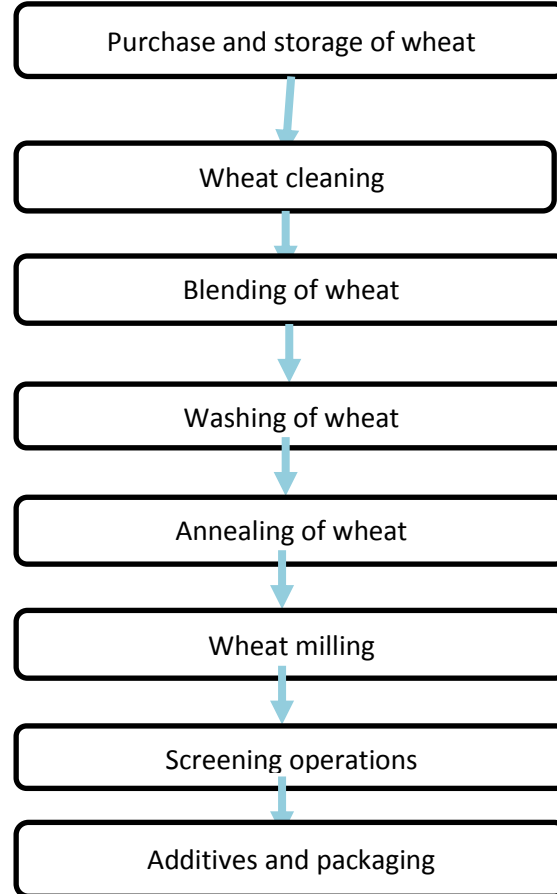 Purchase and storage of wheat
Wheat cleaning
Blending of wheat
Washing of wheat
Annealing of wheat
Wheat milling
Screening operations
Additives and packaging